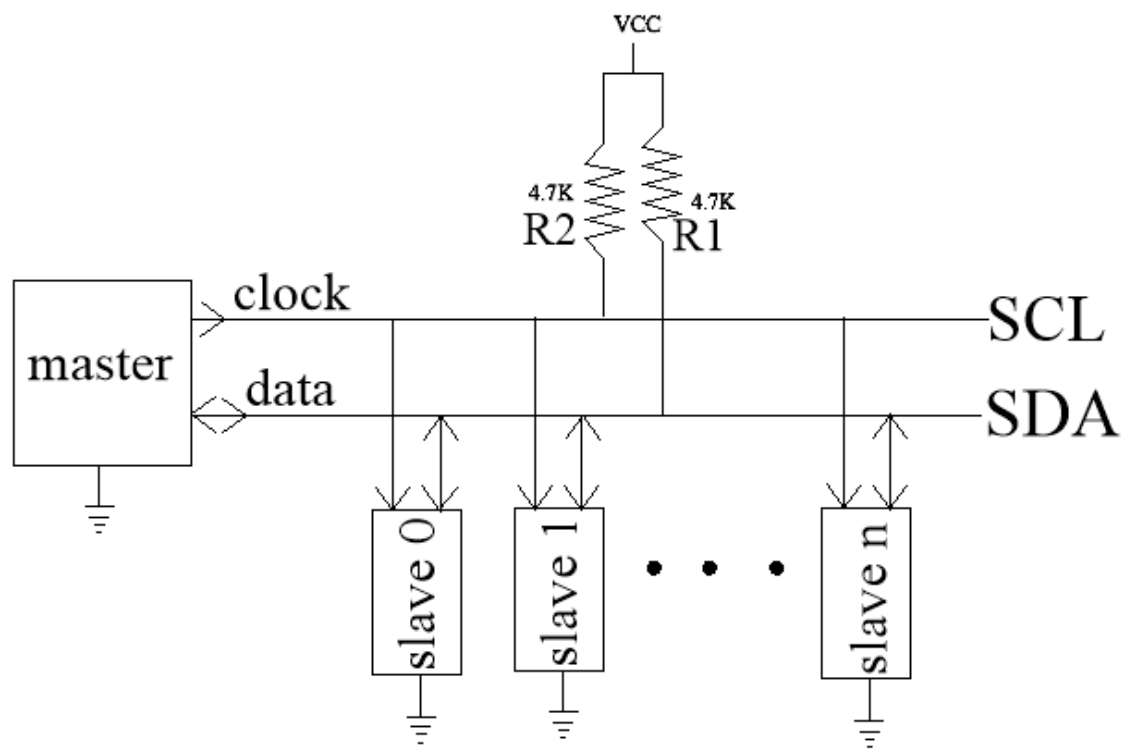 VCC
4.7K
R2
4.7K
R1
clock
SCL
master
data
SDA
slave 0
slave 1
slave n